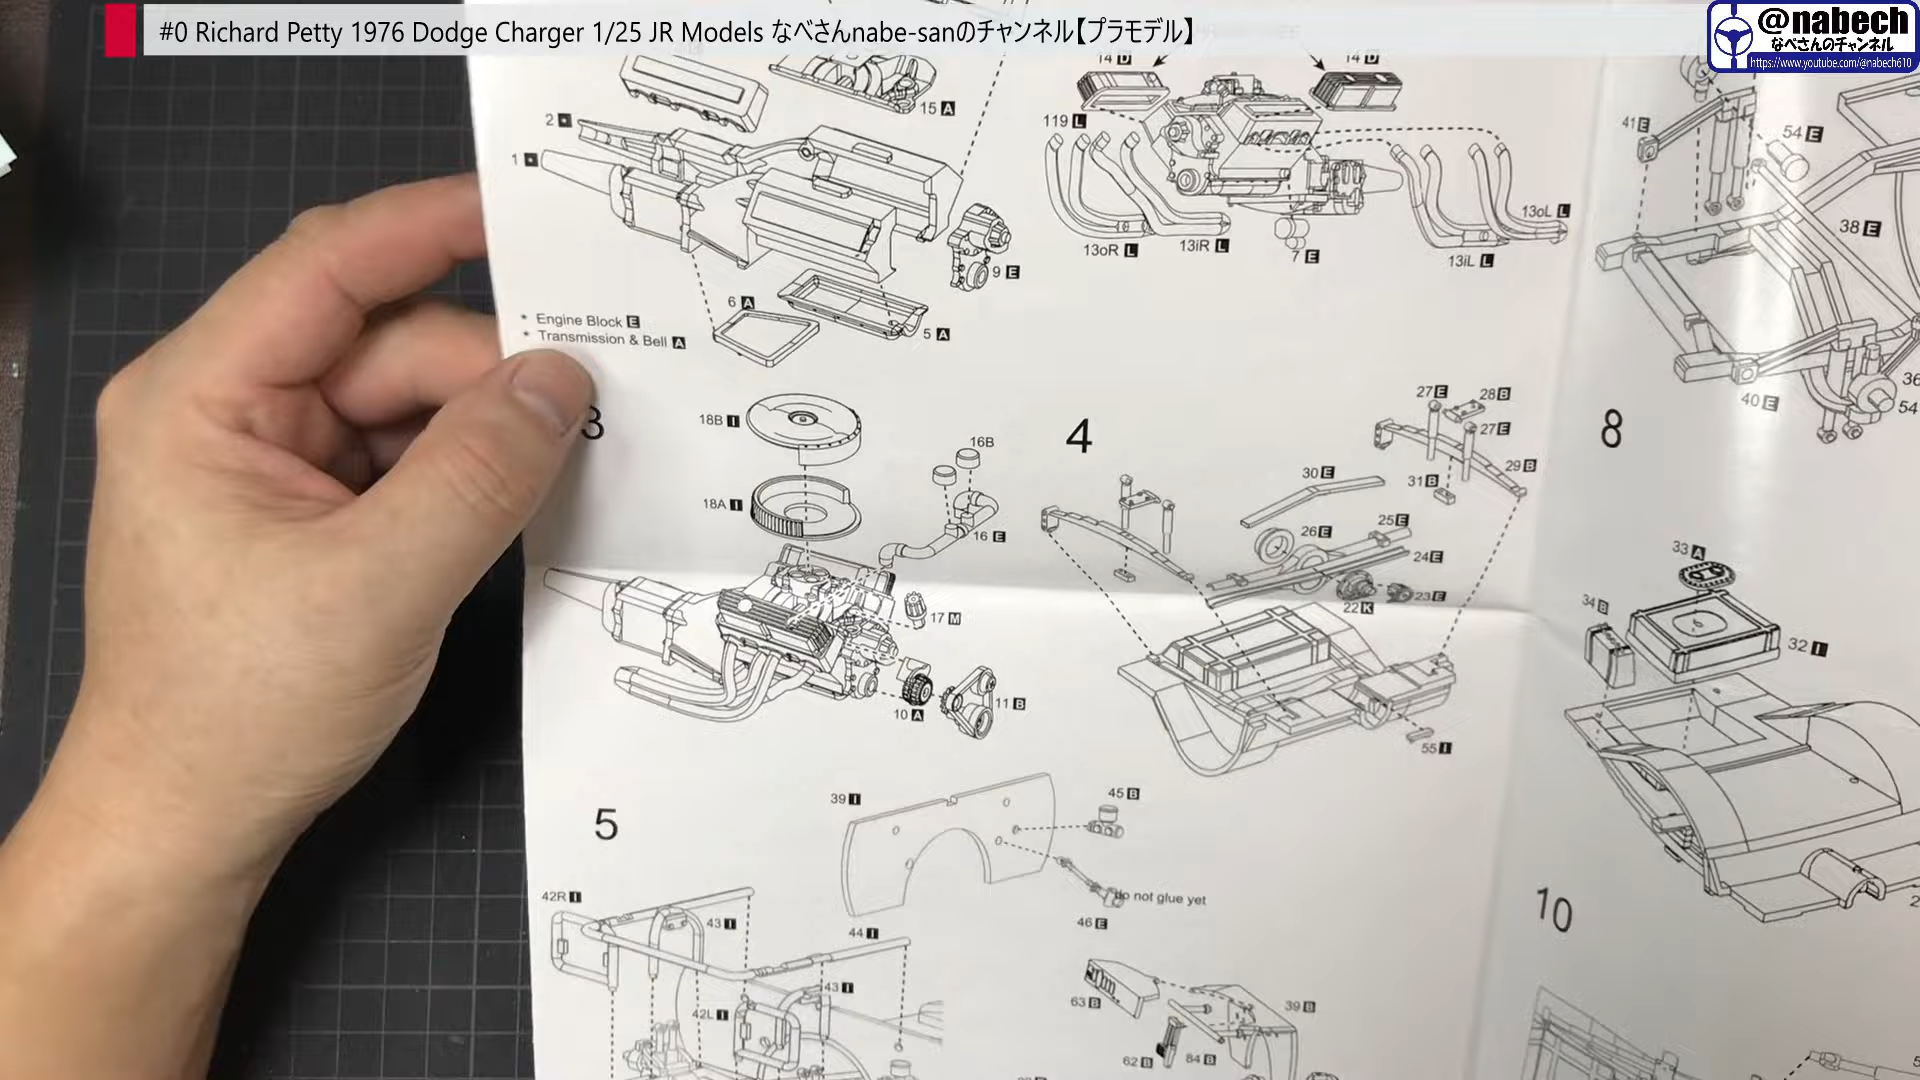 #0 Richard Petty 1976 Dodge Charger 1/25 JR Models なべさんnabe-sanのチャンネル【プラモデル】
@nabech
なべさんのチャンネル
https://www.youtube.com/@nabech610
14 D
14 D
15 A
2 *
1 *
119 L
41 E
54 E
13oL L
38 E
13oR L
13iR L
7 E
13iL L
9 E
6 A
5 A
* Engine Block E
* Transmission & Bell A
40 E
36
54
3
18B I
16B
4
27 E
28 B
27 E
8
30 E
31 B
29 B
18A I
16 E
26 E
25 E
24 E
33 A
17 M
22 K
23 E
34 B
32 I
10 A
11 B
55 I
5
39 I
45 B
do not glue yet
46 E
42R I
43 I
44 I
10
43 I
42L I
63 B
39 B
62 B
84 B